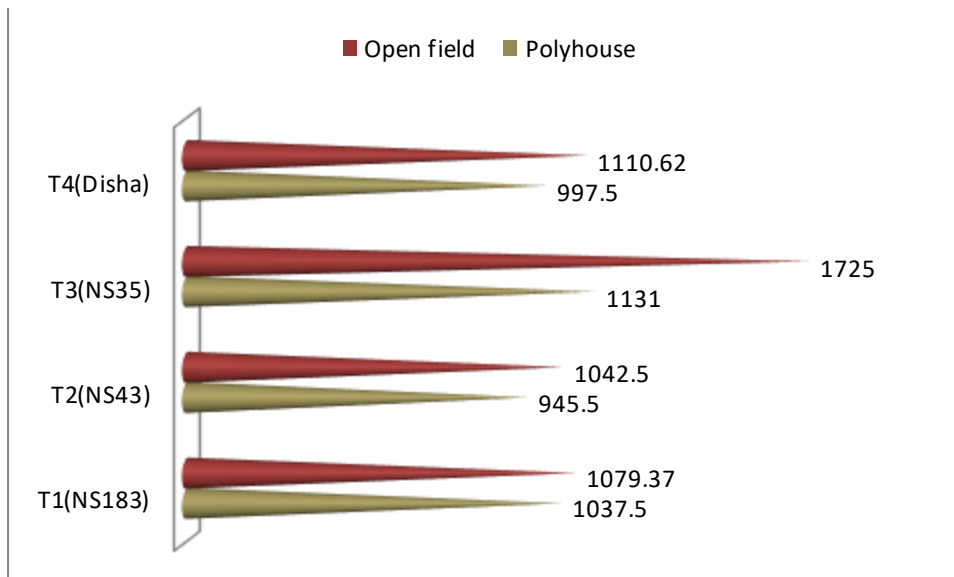 Open field Polyhouse
T4(Disha)
1110.62
997.5
T3(NS35)
1725
1131
T2(NS43)
1042.5
945.5
T1(NS183)
1079.37
1037.5